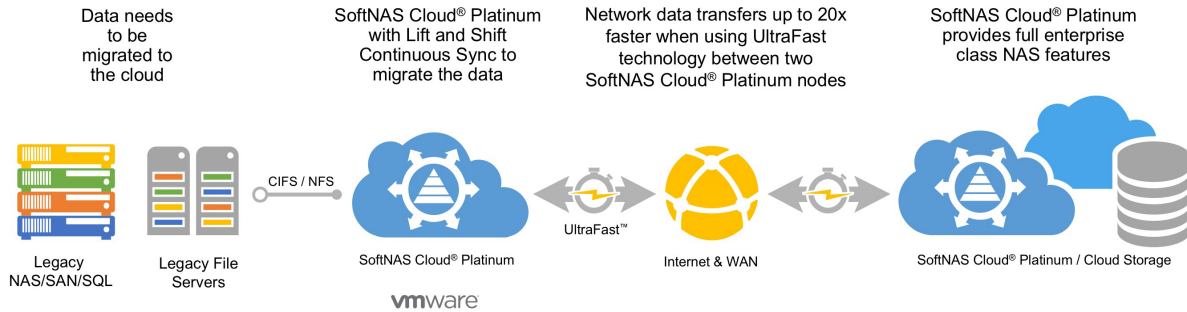 Data needs
to be
migrated to
the cloud
SoftNAS Cloud® Platinum
with Lift and Shift
Continuous Sync to
migrate the data
Network data transfers up to 20x
faster when using UltraFast
technology between two
SoftNAS Cloud® Platinum nodes
SoftNAS Cloud® Platinum
provides full enterprise
class NAS features
CIFS / NFS
UltraFast™
Legacy
NAS/SAN/SQL
Legacy File
Servers
SoftNAS Cloud® Platinum
Internet & WAN
SoftNAS Cloud® Platinum / Cloud Storage
vmware